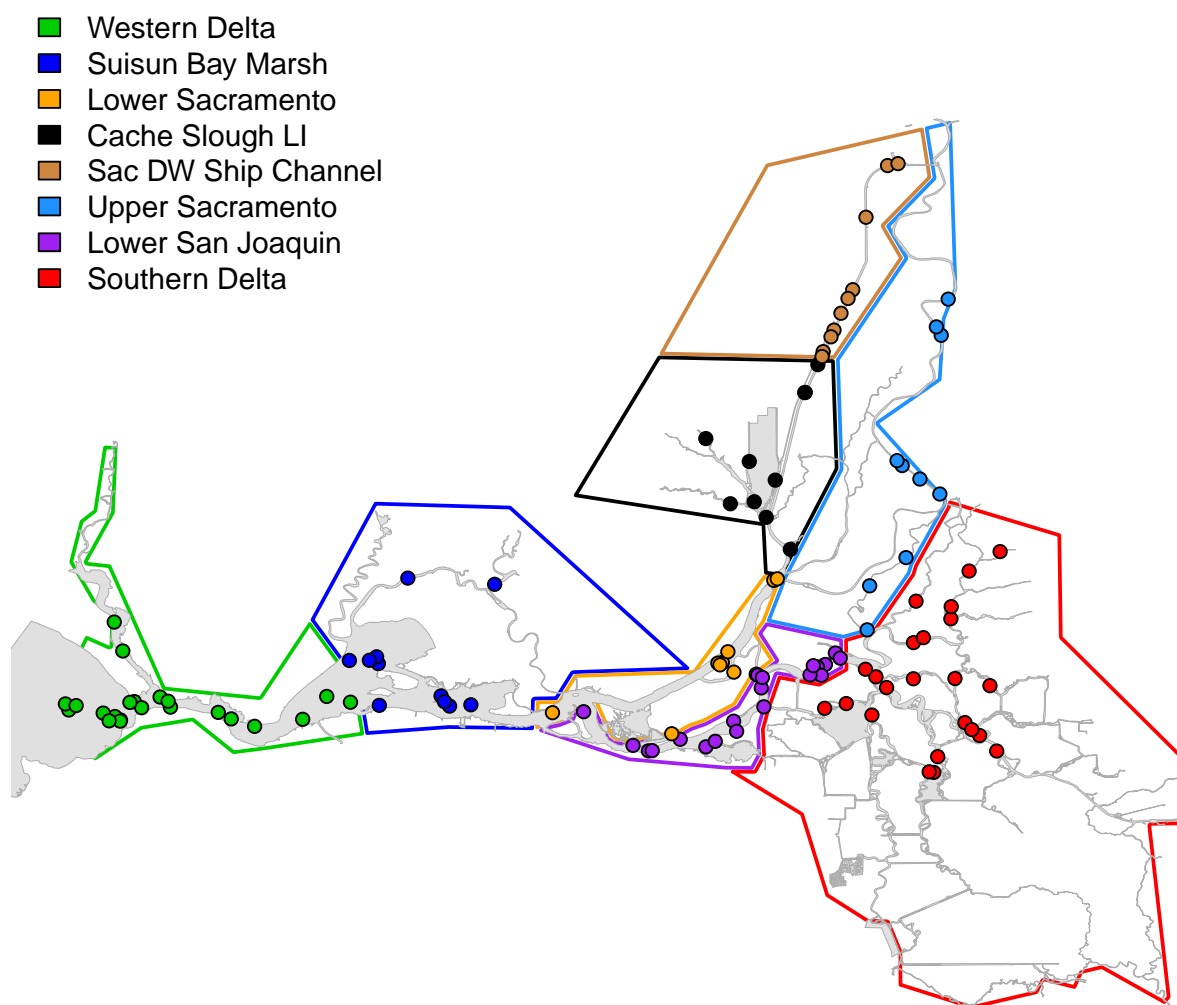 Western Delta
Suisun Bay Marsh
Lower Sacramento
Cache Slough LI
Sac DW Ship Channel
Upper Sacramento
Lower San Joaquin
Southern Delta